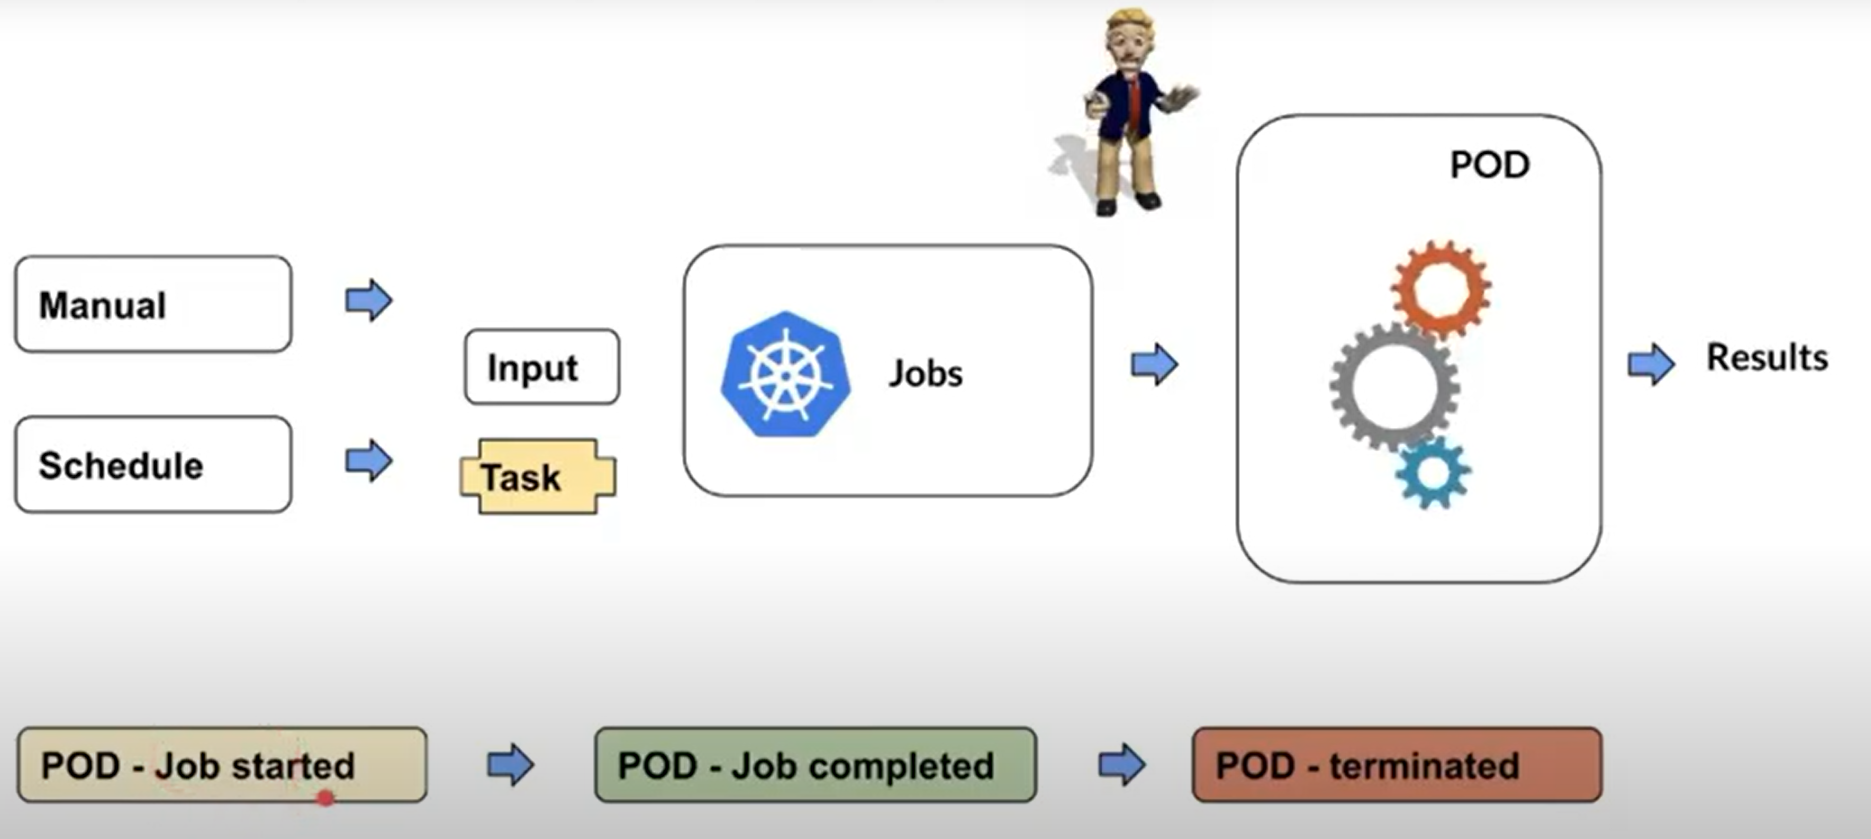 POD
Manual
Input
Jobs
Results
Schedule
Task
POD - Job started
POD - Job completed
POD - terminated